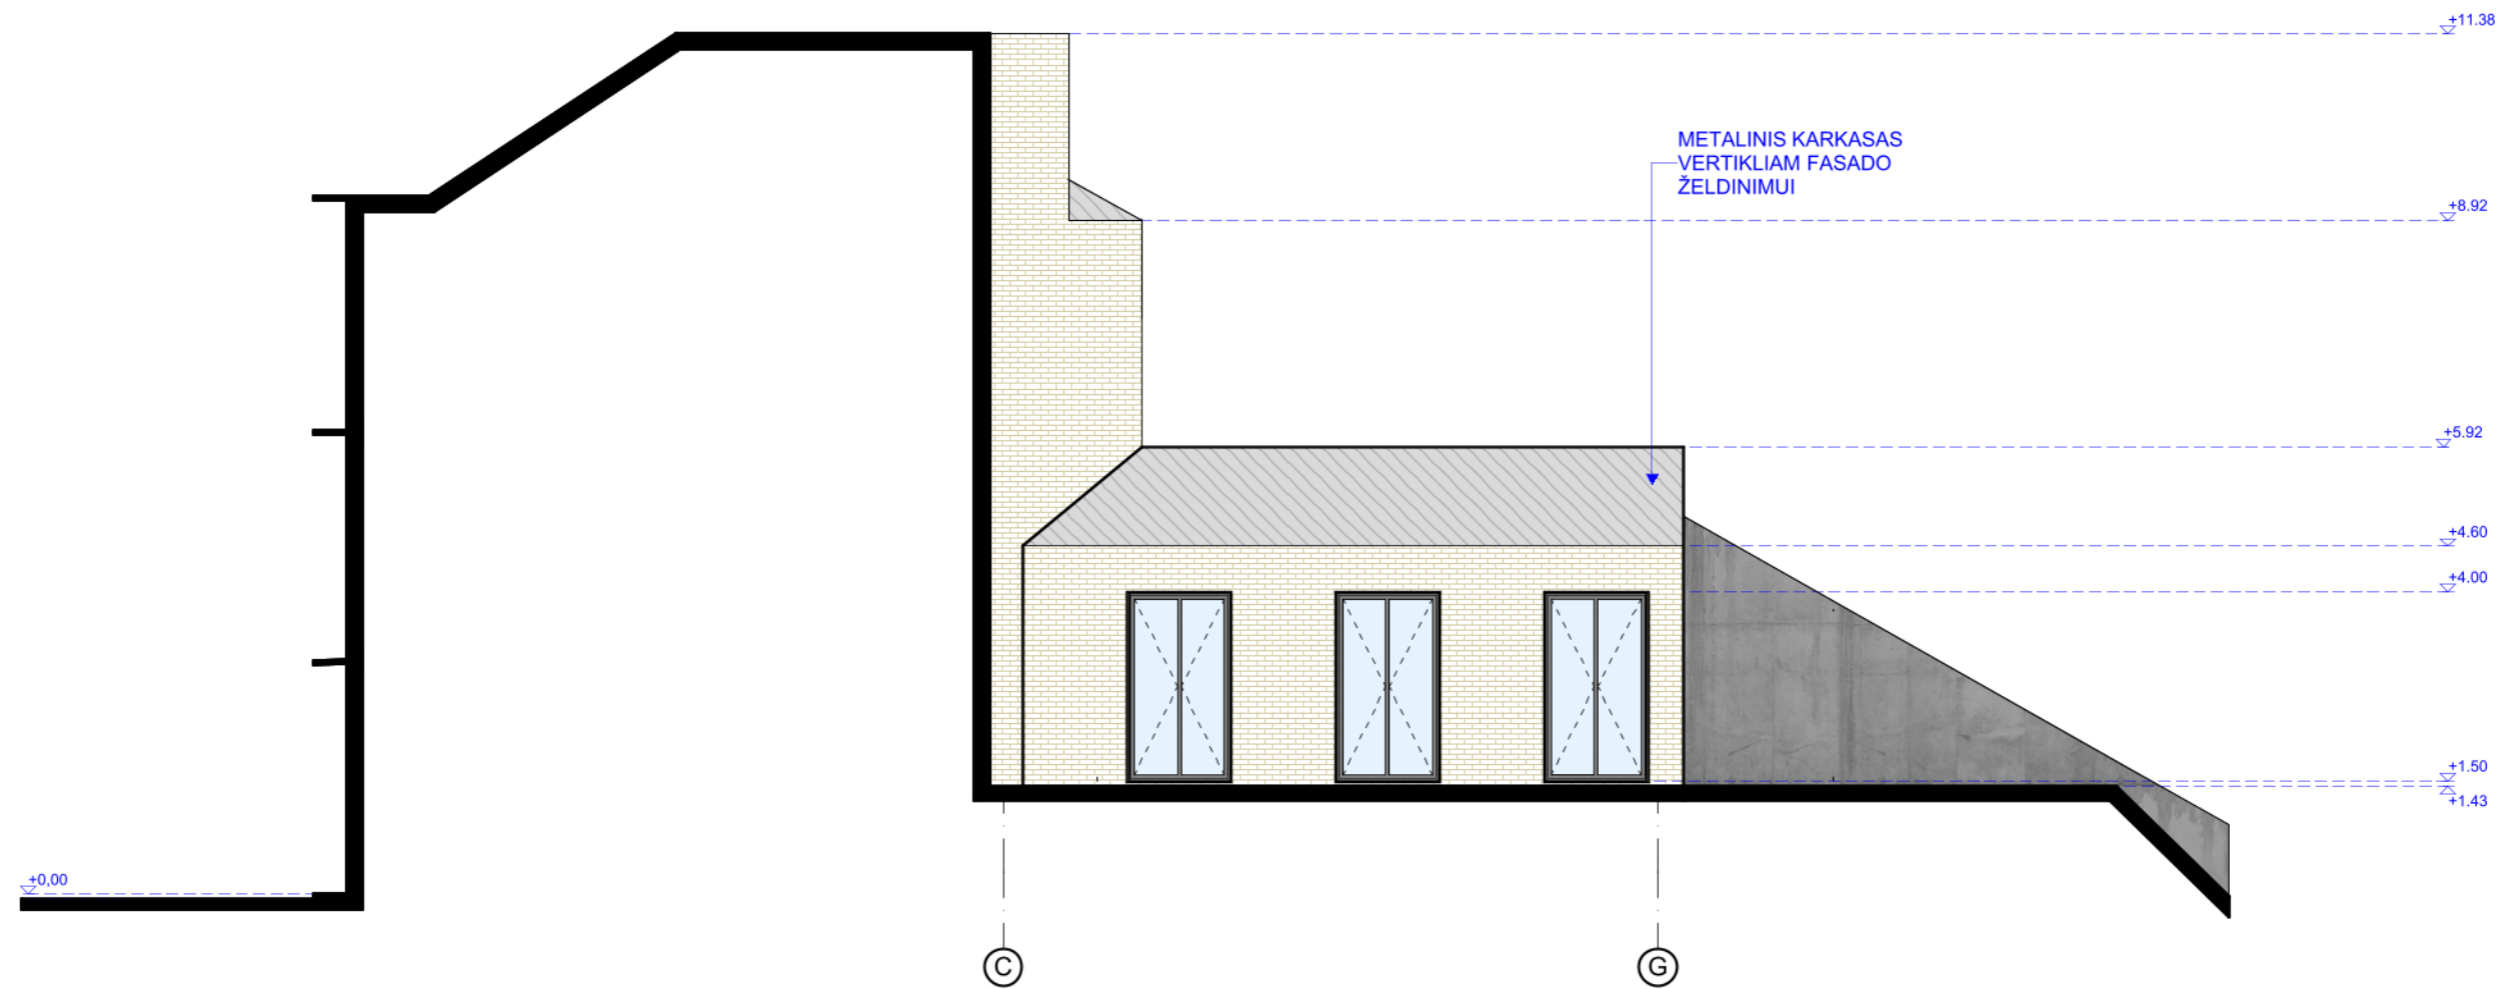 +11.38
METALINIS KARKASAS
VERTIKLIAM FASADO
ŽELDINIMUI
+8.92
+5.92
+4.60
+4.00
+1.50
+1.43
+0,00
C
G